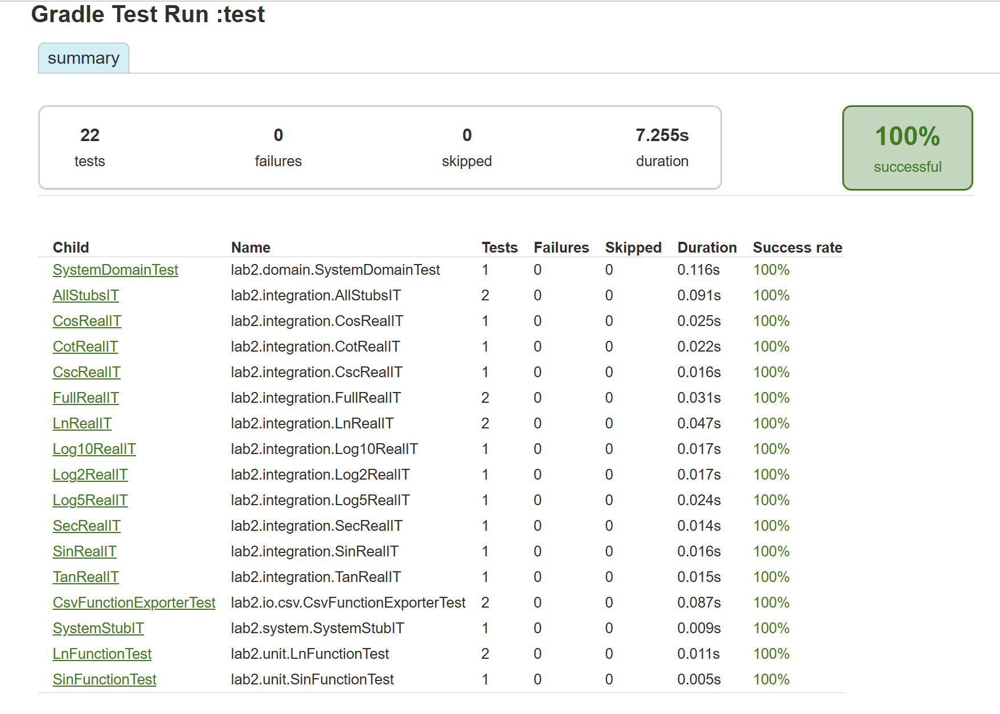 Gradle Test Run :test
summary
22 0 0 7.255s
tests failures skipped duration
100%
successful
Child Name Tests Failures Skipped Duration Success rate
SystemDomainTest lab2.domain.SystemDomainTest 1 0 0 0.116s 100%
AllStubsIT lab2.integration.AllStubsIT 2 0 0 0.091s 100%
CosRealIT lab2.integration.CosRealIT 1 0 0 0.025s 100%
CotRealIT lab2.integration.CotRealIT 1 0 0 0.022s 100%
CscRealIT lab2.integration.CscRealIT 1 0 0 0.016s 100%
FullRealIT lab2.integration.FullRealIT 2 0 0 0.031s 100%
LnRealIT lab2.integration.LnRealIT 2 0 0 0.047s 100%
Log10RealIT lab2.integration.Log10RealIT 1 0 0 0.017s 100%
Log2RealIT lab2.integration.Log2RealIT 1 0 0 0.017s 100%
Log5RealIT lab2.integration.Log5RealIT 1 0 0 0.024s 100%
SecRealIT lab2.integration.SecRealIT 1 0 0 0.014s 100%
SinRealIT lab2.integration.SinRealIT 1 0 0 0.016s 100%
TanRealIT lab2.integration.TanRealIT 1 0 0 0.015s 100%
CsvFunctionExporterTest lab2.io.csv.CsvFunctionExporterTest 2 0 0 0.087s 100%
SystemStubIT lab2.system.SystemStubIT 1 0 0 0.009s 100%
LnFunctionTest lab2.unit.LnFunctionTest 2 0 0 0.011s 100%
SinFunctionTest lab2.unit.SinFunctionTest 1 0 0 0.005s 100%